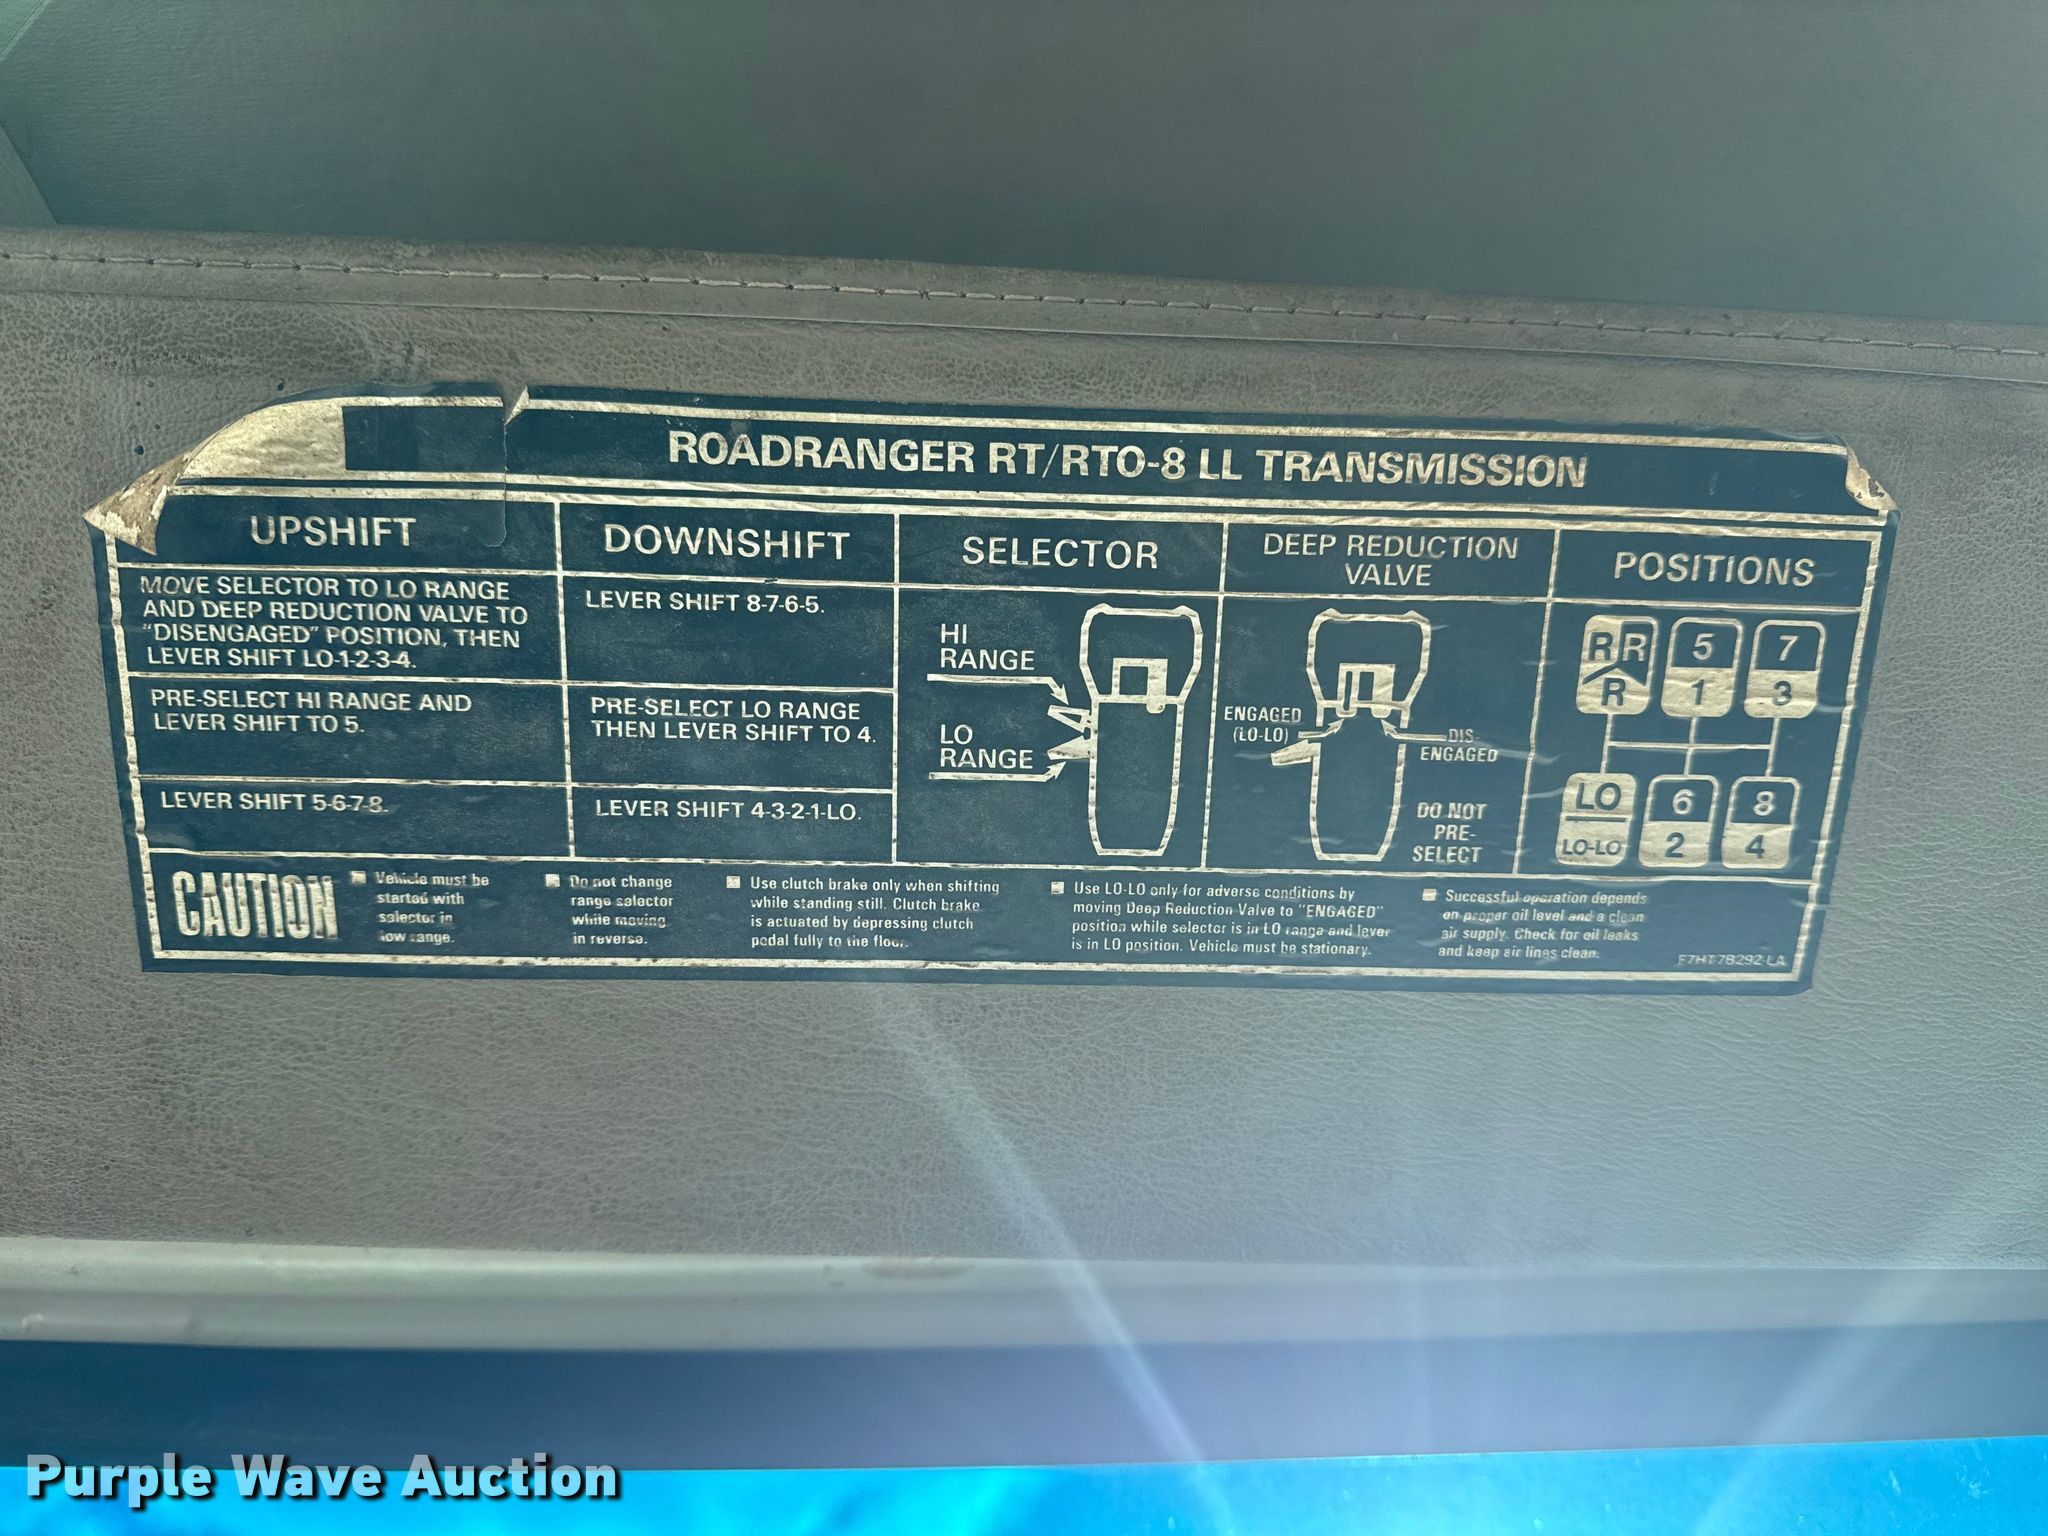 ROADRANGER RT/RTO-8 LL TRANSMISSION
UPSHIFT
MOVE SELECTOR TO LO RANGE
AND DEEP REDUCTION VALVE TO
"DISENGAGED" POSITION, THEN
LEVER SHIFT LO-1-2-3-4.
PRE-SELECT HI RANGE AND
LEVER SHIFT TO 5.
LEVER SHIFT 5-6-7-8.
DOWNSHIFT
LEVER SHIFT 8-7-6-5.
PRE-SELECT LO RANGE
THEN LEVER SHIFT TO 4.
LEVER SHIFT 4-3-2-1-LO.
SELECTOR
HI
RANGE
LO
RANGE
DEEP REDUCTION
VALVE
ENGAGED
(LO-LO)
DIS-
ENGAGED
DO NOT
PRE-
SELECT
POSITIONS
R R 5 7
R 1 3
LO 6 8
LO-LO 2 4
CAUTION
Vehicle must be
started with
selector in
low range.
Do not change
range selector
while moving
in reverse.
Use clutch brake only when shifting
while standing still. Clutch brake
is actuated by depressing clutch
pedal fully to the floor.
Use LO-LO only for adverse conditions by
moving Deep Reduction Valve to "ENGAGED"
position while selector is in LO range and lever
is in LO position. Vehicle must be stationary.
Successful operation depends
on proper oil level and a clean
air supply. Check for oil leaks
and keep air lines clean.
F7HT 7B292-LA
Purple Wave Auction